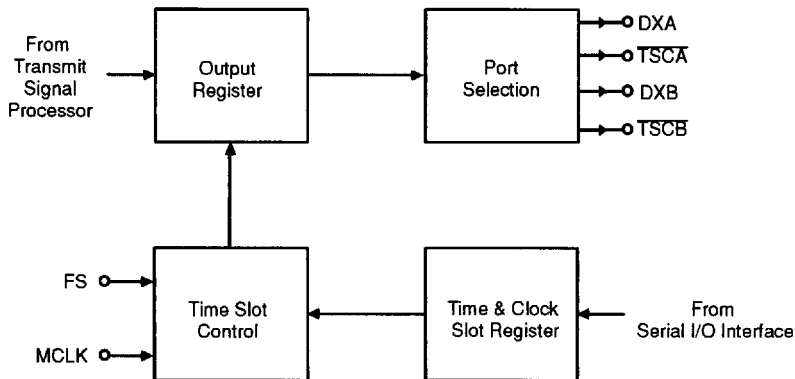 From
Transmit
Signal
Processor
Output
Register
Port
Selection
DXA
TSCA
DXB
TSCB
FS
MCLK
Time Slot
Control
Time & Clock
Slot Register
From
Serial I/O Interface